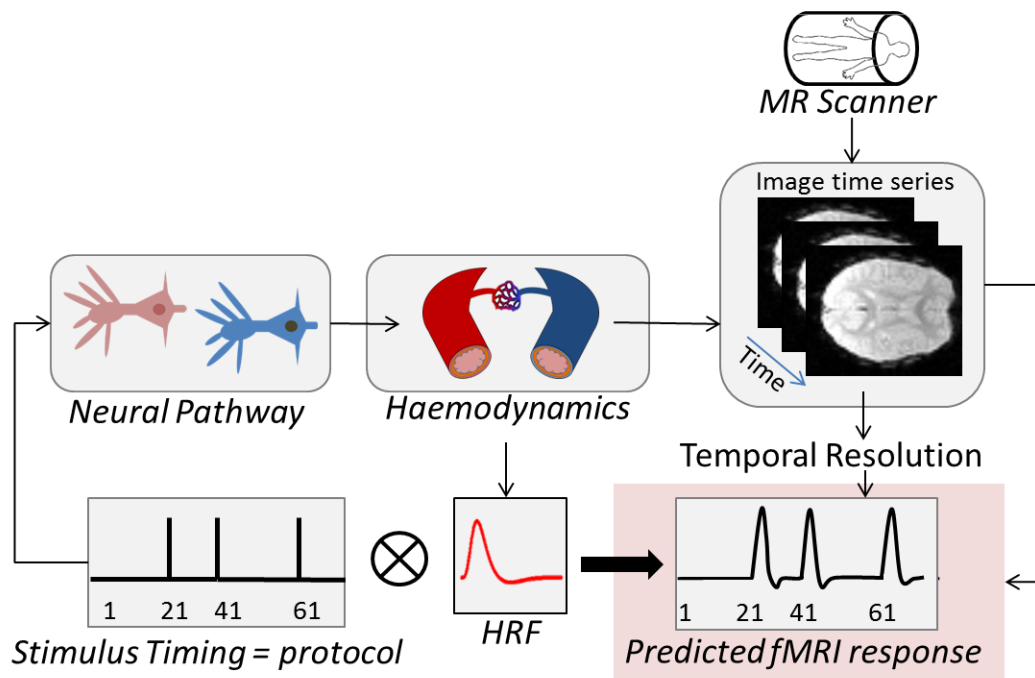 MR Scanner
Image time series
Time
Neural Pathway
Haemodynamics
Temporal Resolution
1 21 41 61
Stimulus Timing = protocol
HRF
1 21 41 61
Predicted fMRI response